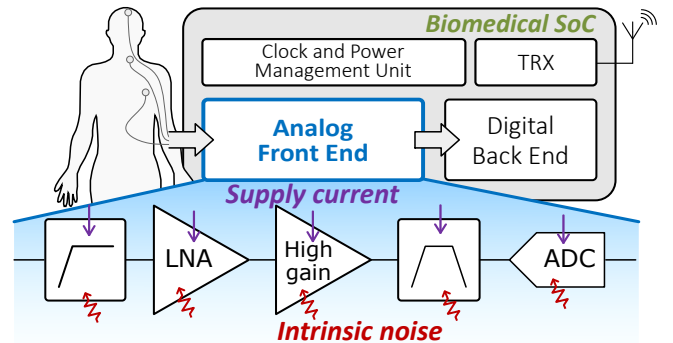 Biomedical SoC
Clock and Power
Management Unit
TRX
Analog
Front End
Digital
Back End
Supply current
LNA
High
gain
ADC
Intrinsic noise